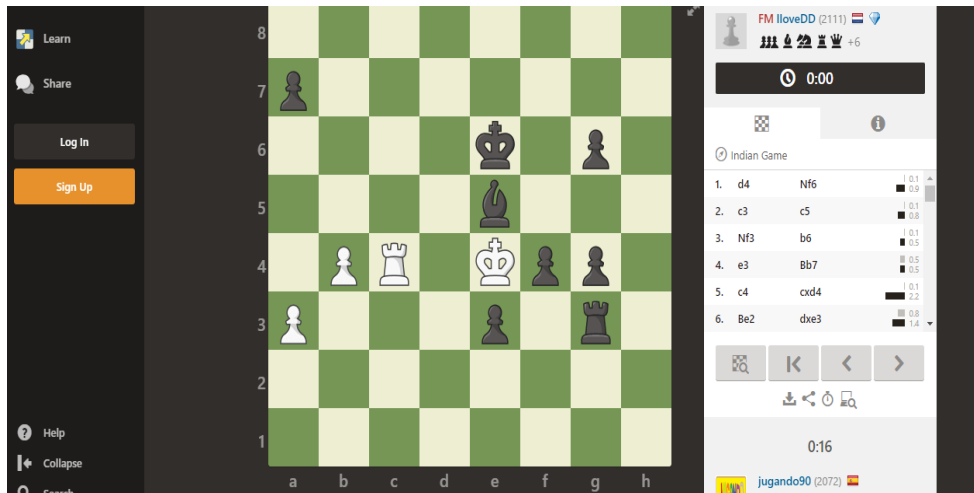 Learn
Share
Log In
Sign Up
Help
Collapse
Search
8
7
6
5
4
3
2
1
a b c d e f g h
FM IloveDD (2111)
+6
0:00
Indian Game
1. d4 Nf6 0.1 0.9
2. c3 c5 0.1 0.8
3. Nf3 b6 0.1 0.5
4. e3 Bb7 0.5 0.5
5. c4 cxd4 0.1 2.2
6. Be2 dxe3 0.8 1.4
0:16
jugando90 (2072)